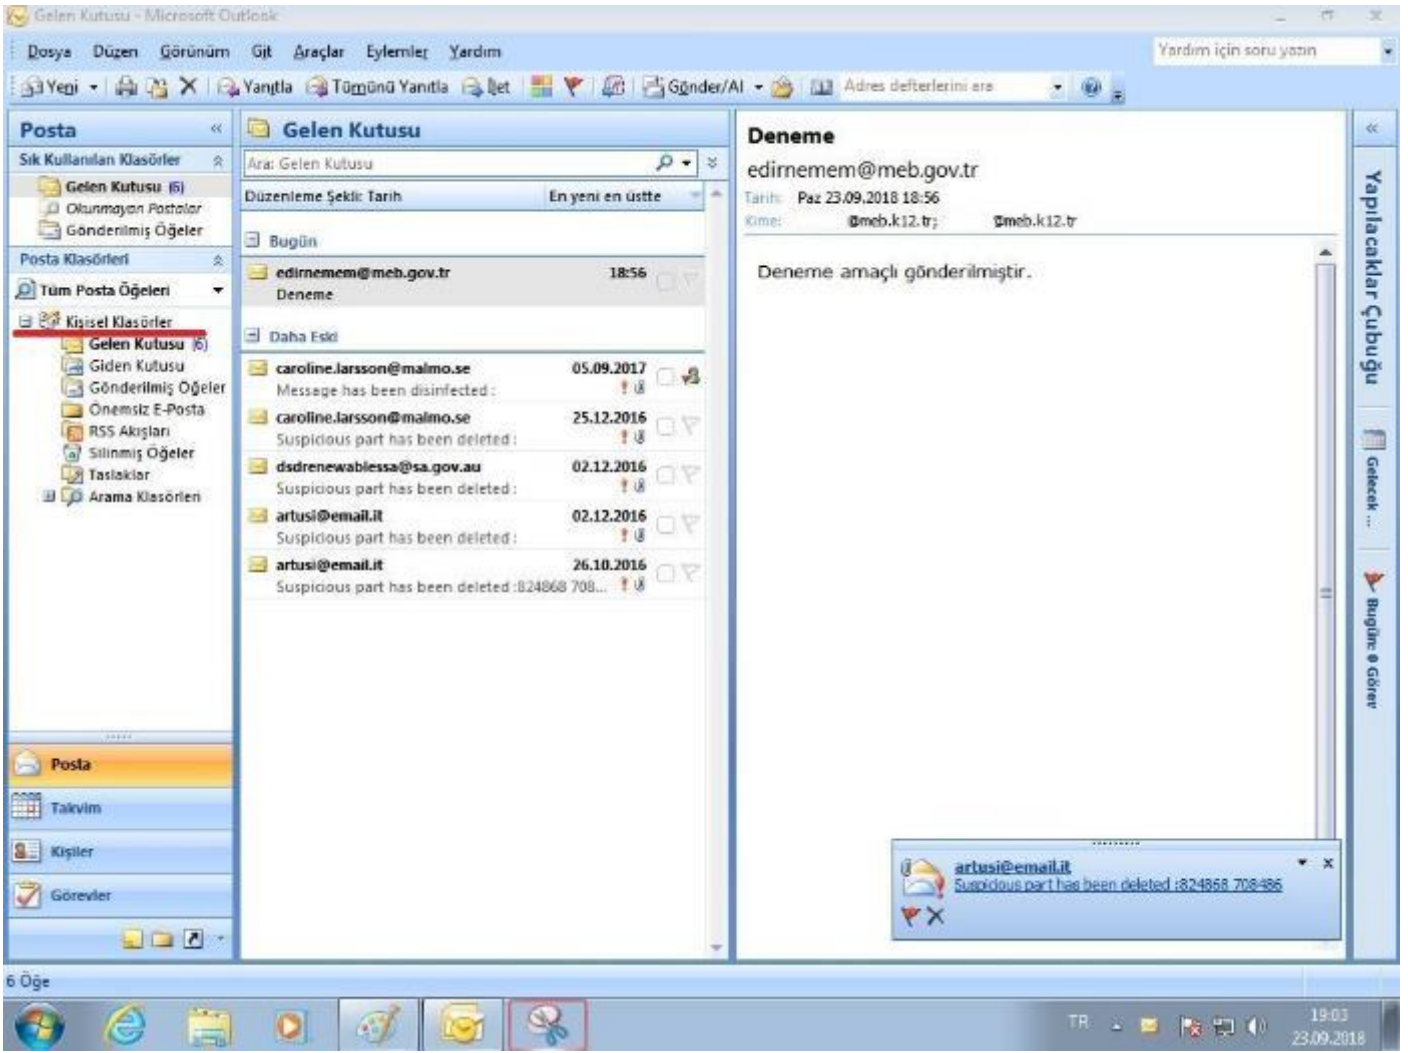 Gelen Kutusu - Microsoft Outlook
Dosya Düzen Görünüm Git Araçlar Eylemler Yardım
Yardım için soru yazın
Yeni Yanıtla Tümünü Yanıtla İlet Gönder/Al Adres defterlerini ara
Posta
Sık Kullanılan Klasörler
Gelen Kutusu (6)
Okunmayan Postalar
Gönderilmiş Öğeler
Posta Klasörleri
Tüm Posta Öğeleri
Kişisel Klasörler
Gelen Kutusu (6)
Giden Kutusu
Gönderilmiş Öğeler
Önemsiz E-Posta
RSS Akışları
Silinmiş Öğeler
Taslaklar
Arama Klasörleri
Posta
Takvim
Kişiler
Görevler
Gelen Kutusu
Ara: Gelen Kutusu
Düzenleme Şekli: Tarih En yeni en üstte
Bugün
edirnemem@meb.gov.tr 18:56
Deneme
Daha Eski
caroline.larsson@malmo.se 05.09.2017
Message has been disinfected :
caroline.larsson@malmo.se 25.12.2016
Suspicious part has been deleted :
dsdrenewablessa@sa.gov.au 02.12.2016
Suspicious part has been deleted :
artusi@email.it 02.12.2016
Suspicious part has been deleted :
artusi@email.it 26.10.2016
Suspicious part has been deleted :824868 708...
Deneme
edirnemem@meb.gov.tr
Tarih: Paz 23.09.2018 18:56
Kime: @meb.k12.tr; @meb.k12.tr
Deneme amaçlı gönderilmiştir.
artusi@email.it
Suspicious part has been deleted :824868 708486
Yapılacaklar Çubuğu
Gelecek ...
Bugün: 0 Görev
6 Öğe
TR
19:03
23.09.2018